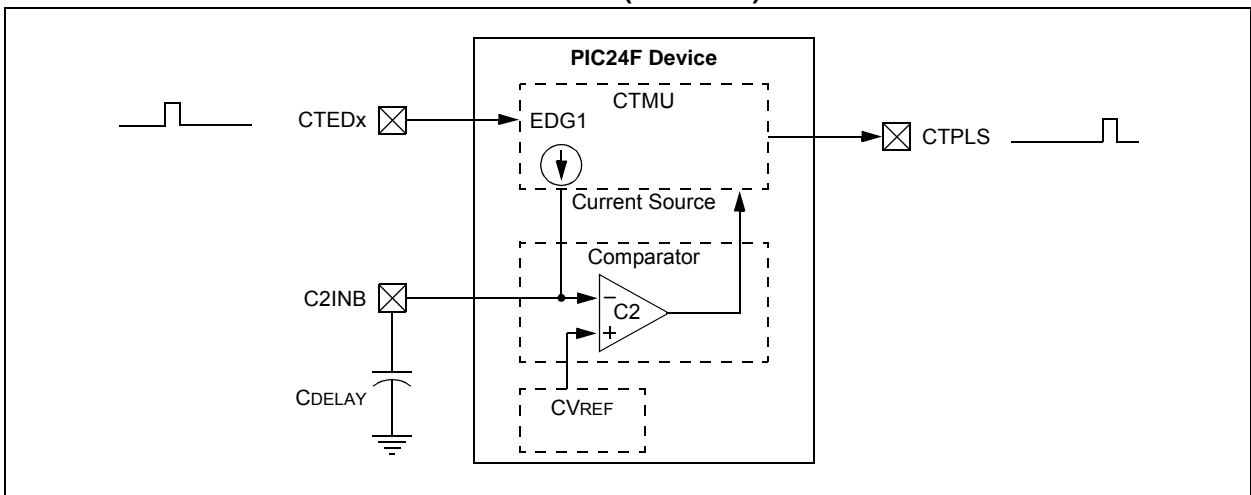 PIC24F Device
CTMU
CTEDx
EDG1
CTPLS
Current Source
Comparator
C2INB
–
C2
+
CDELAY
CVREF